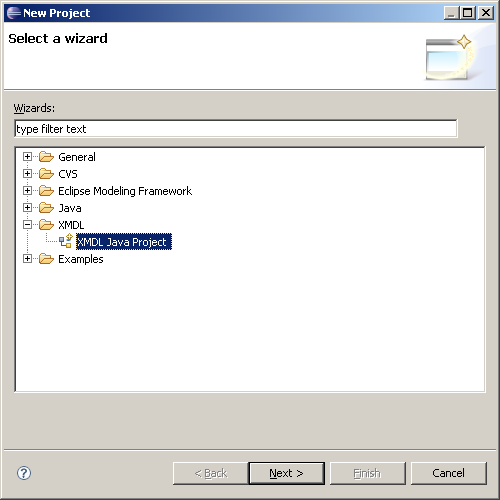 New Project
Select a wizard
Wizards:
type filter text
General
CVS
Eclipse Modeling Framework
Java
XMDL
XMDL Java Project
Examples
?
< Back
Next >
Finish
Cancel